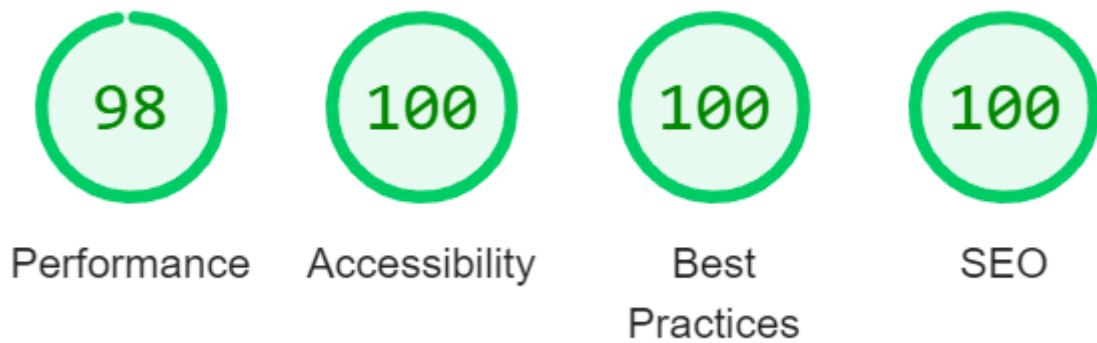 98
100
100
100
Performance
Accessibility
Best
Practices
SEO